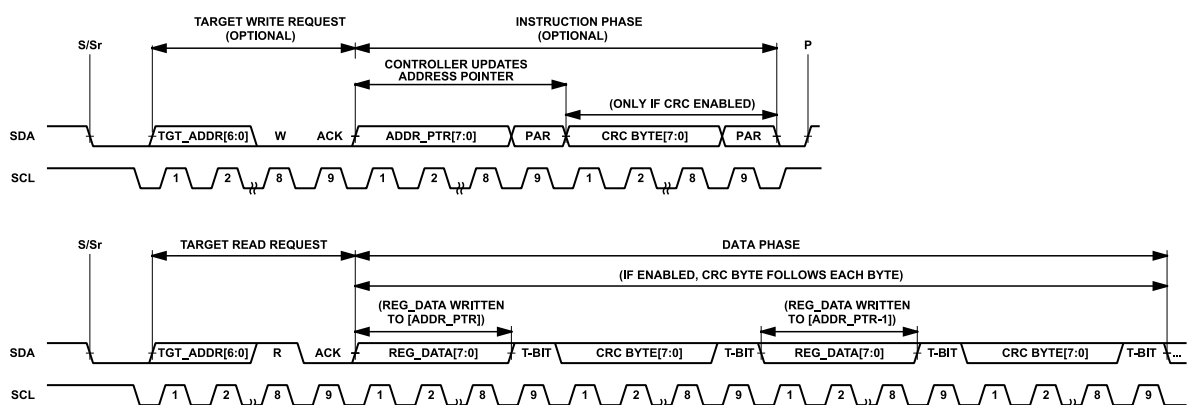 TARGET WRITE REQUEST
(OPTIONAL)
INSTRUCTION PHASE
(OPTIONAL)
S/Sr
P
CONTROLLER UPDATES
ADDRESS POINTER
(ONLY IF CRC ENABLED)
SDA TGT_ADDR[6:0] W ACK ADDR_PTR[7:0] PAR CRC BYTE[7:0] PAR
SCL 1 2 8 9 1 2 8 9 1 2 8 9
S/Sr TARGET READ REQUEST DATA PHASE
(IF ENABLED, CRC BYTE FOLLOWS EACH BYTE)
(REG_DATA WRITTEN
TO [ADDR_PTR])
(REG_DATA WRITTEN
TO [ADDR_PTR-1])
SDA TGT_ADDR[6:0] R ACK REG_DATA[7:0] T-BIT CRC BYTE[7:0] T-BIT REG_DATA[7:0] T-BIT CRC BYTE[7:0] T-BIT ...
SCL 1 2 8 9 1 2 8 9 1 2 8 9 1 2 8 9 1 2 8 9